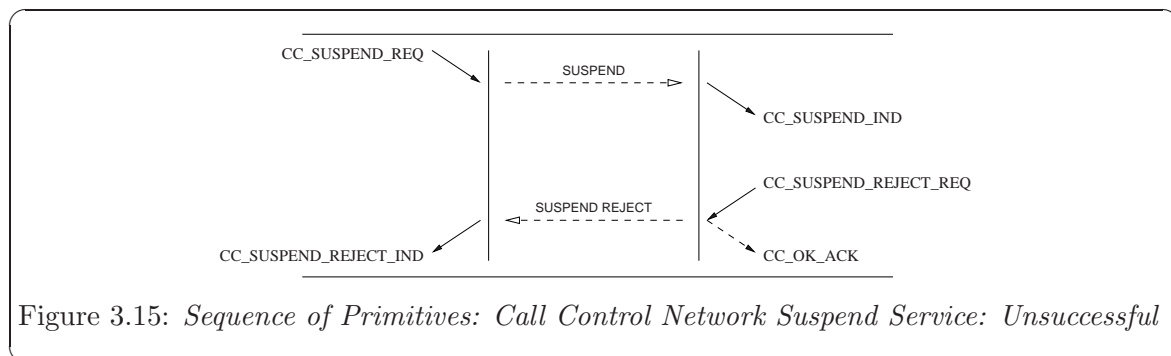 CC_SUSPEND_REQ
SUSPEND
CC_SUSPEND_IND
CC_SUSPEND_REJECT_REQ
SUSPEND REJECT
CC_SUSPEND_REJECT_IND
CC_OK_ACK
Figure 3.15: Sequence of Primitives: Call Control Network Suspend Service: Unsuccessful